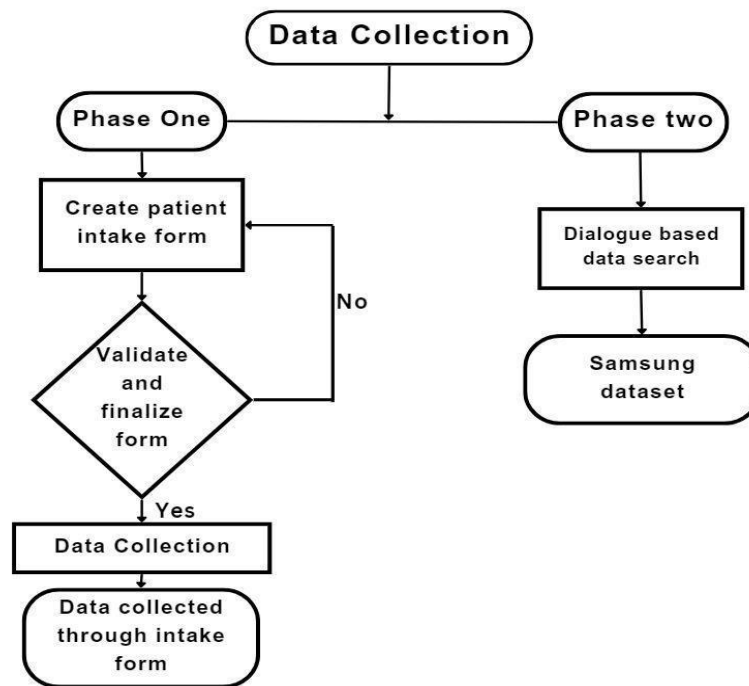 Data Collection
Phase One
Phase two
Create patient
intake form
Dialogue based
data search
No
Validate
and
finalize
form
Samsung
dataset
Yes
Data Collection
Data collected
through intake
form